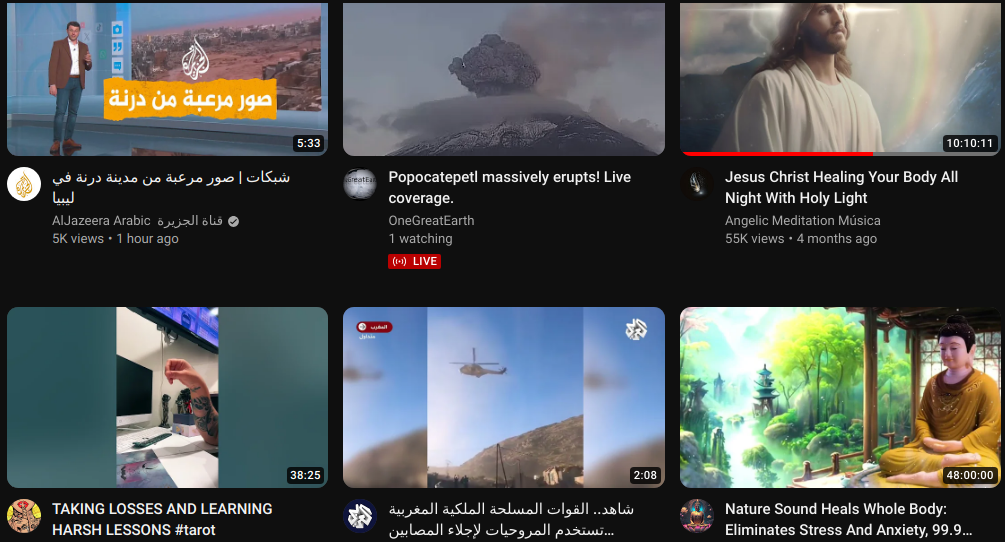 صور مرعبة من درنة
5:33
10:10:11
شبكات | صور مرعبة من مدينة درنة في
ليبيا
AlJazeera Arabic قناة الجزيرة
5K views • 1 hour ago
GreatEart
Popocatepetl massively erupts! Live
coverage.
OneGreatEarth
1 watching
LIVE
Jesus Christ Healing Your Body All
Night With Holy Light
Angelic Meditation Música
55K views • 4 months ago
38:25
المغرب
متداول
2:08
48:00:00
TAKING LOSSES AND LEARNING
HARSH LESSONS #tarot
شاهد.. القوات المسلحة الملكية المغربية
تستخدم المروحيات لإجلاء المصابين...
Nature Sound Heals Whole Body:
Eliminates Stress And Anxiety, 99.9...